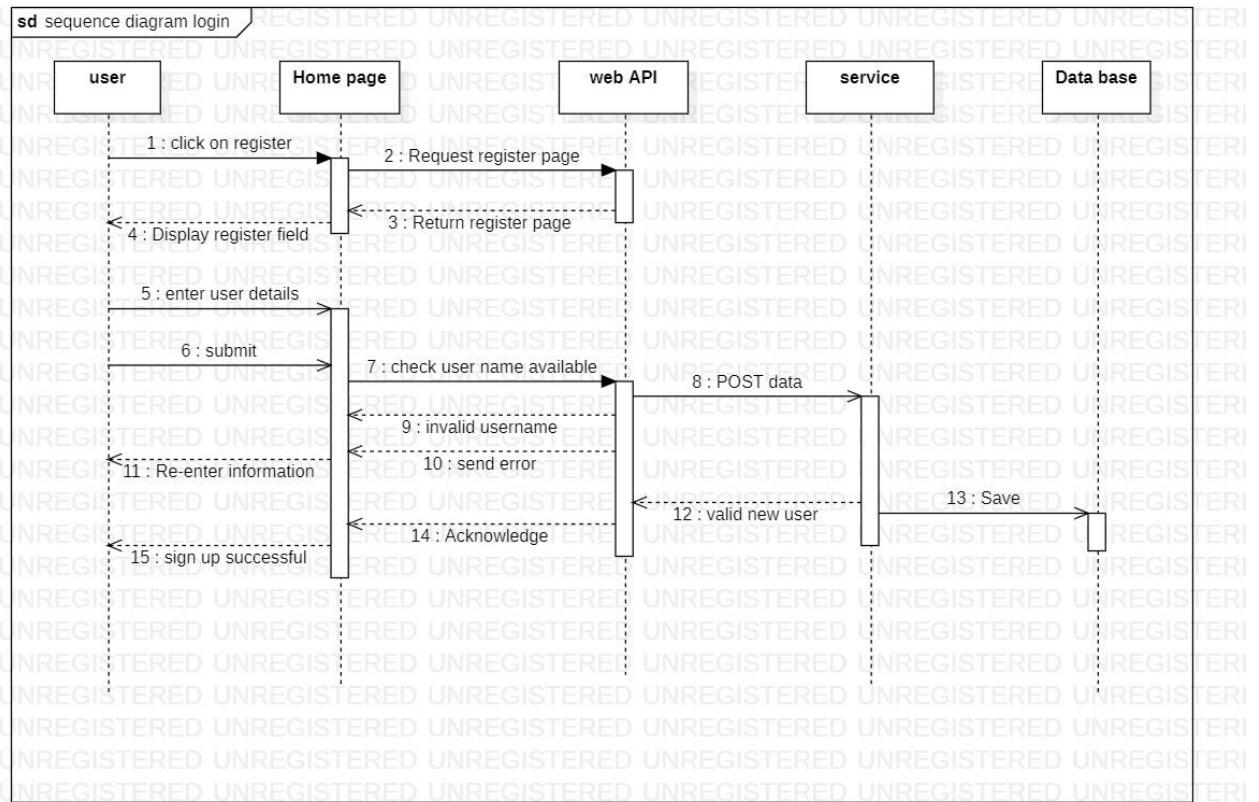 sd sequence diagram login
user
Home page
web API
service
Data base
1 : click on register
2 : Request register page
3 : Return register page
4 : Display register field
5 : enter user details
6 : submit
7 : check user name available
8 : POST data
9 : invalid username
10 : send error
11 : Re-enter information
12 : valid new user
13 : Save
14 : Acknowledge
15 : sign up successful
UNREGISTERED